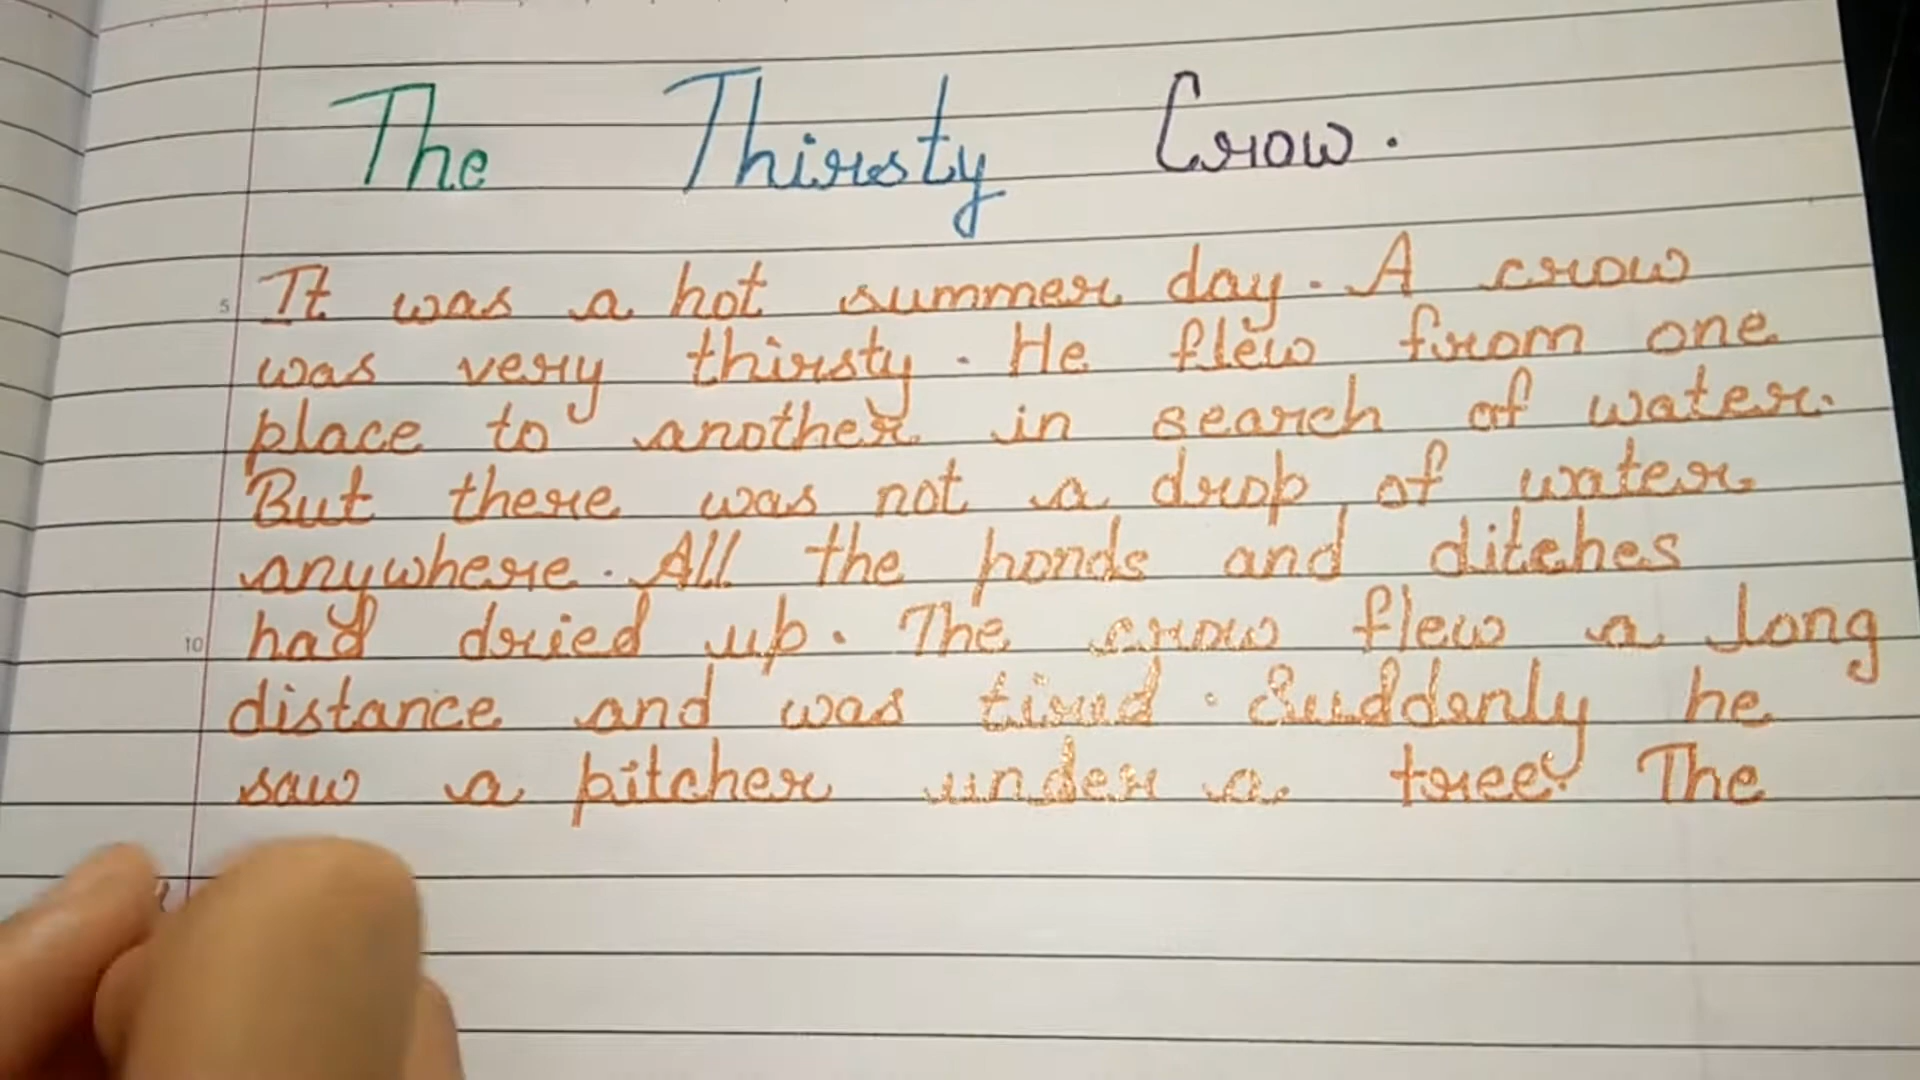 The Thirsty Crow.
5 It was a hot summer day. A crow
was very thirsty. He flew from one
place to another in search of water.
But there was not a drop of water
anywhere. All the ponds and ditches
10 had dried up. The crow flew a long
distance and was tired. Suddenly he
saw a pitcher under a tree. The